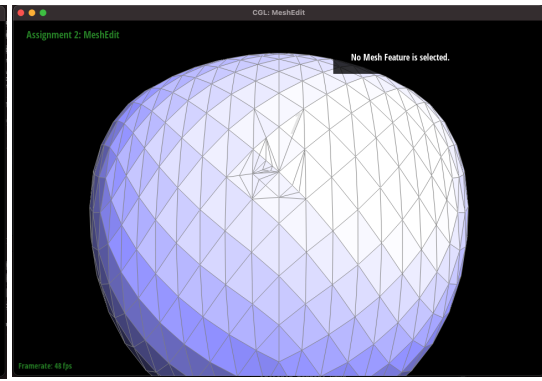 CGL: MeshEdit
Assignment 2: MeshEdit
No Mesh Feature is selected.
Framerate: 48 fps